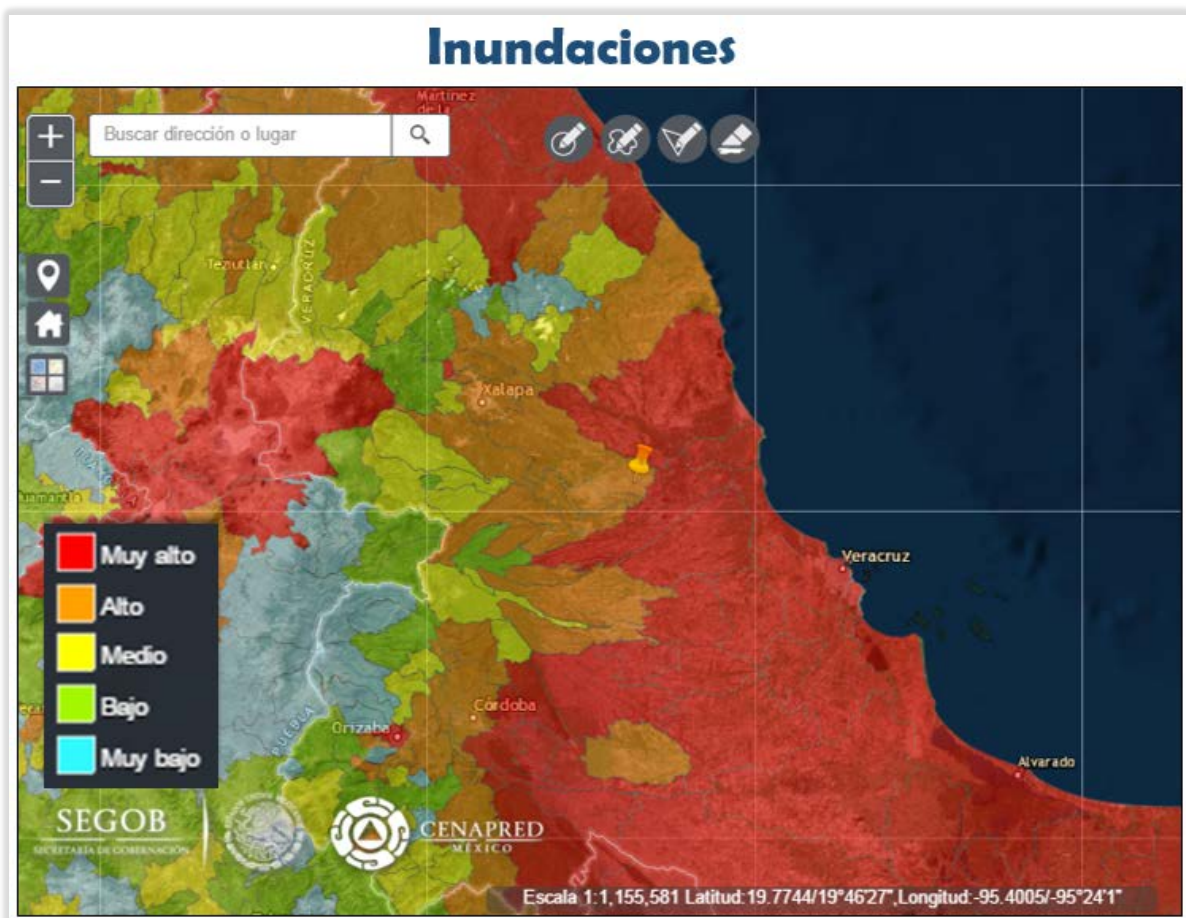 Inundaciones
Martínez
de la
Buscar dirección o lugar
Teziutlán
VERACRUZ
Xalapa
Huamantla
Muy alto
Alto
Medio
Bajo
Muy bajo
Veracruz
Córdoba
Orizaba
PUEBLA
Alvarado
SEGOB
SECRETARÍA DE GOBERNACIÓN
CENAPRED
MÉXICO
Escala 1:1,155,581 Latitud:19.7744/19°46'27",Longitud:-95.4005/-95°24'1"